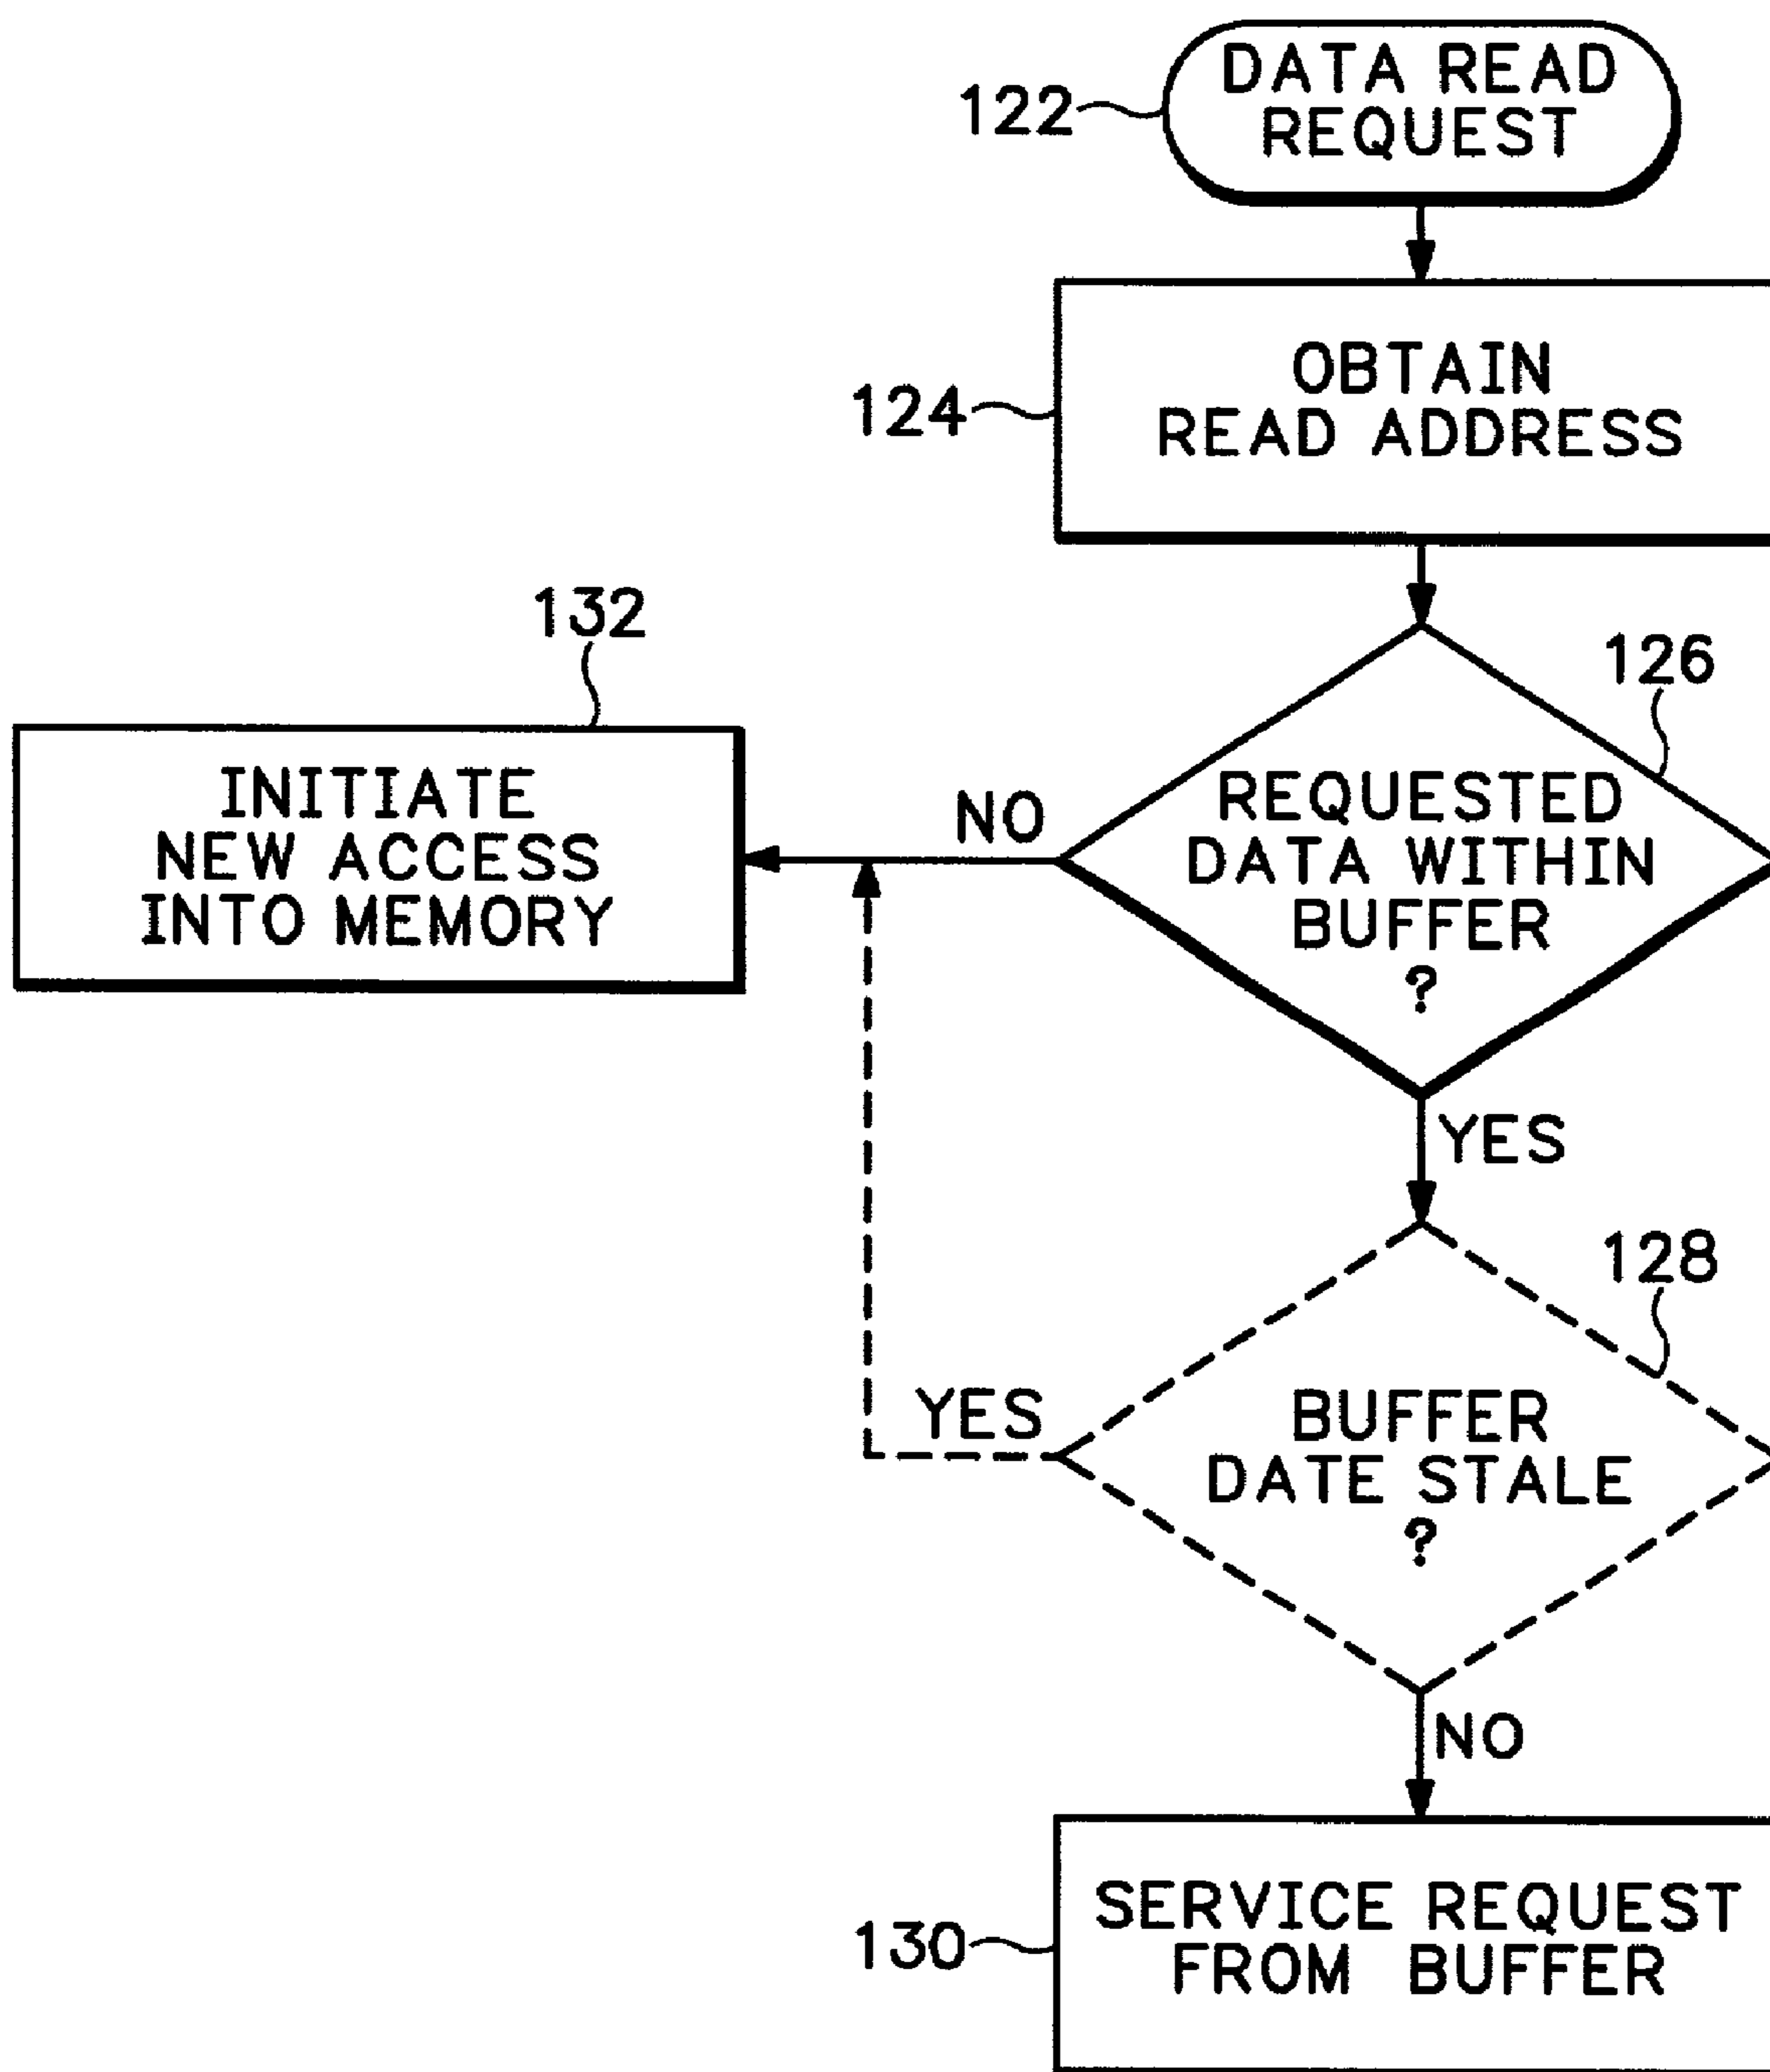 122
DATA READ
REQUEST
124
OBTAIN
READ ADDRESS
132
126
INITIATE
NEW ACCESS
INTO MEMORY
NO
REQUESTED
DATA WITHIN
BUFFER
?
YES
128
YES
BUFFER
DATE STALE
?
NO
130
SERVICE REQUEST
FROM BUFFER